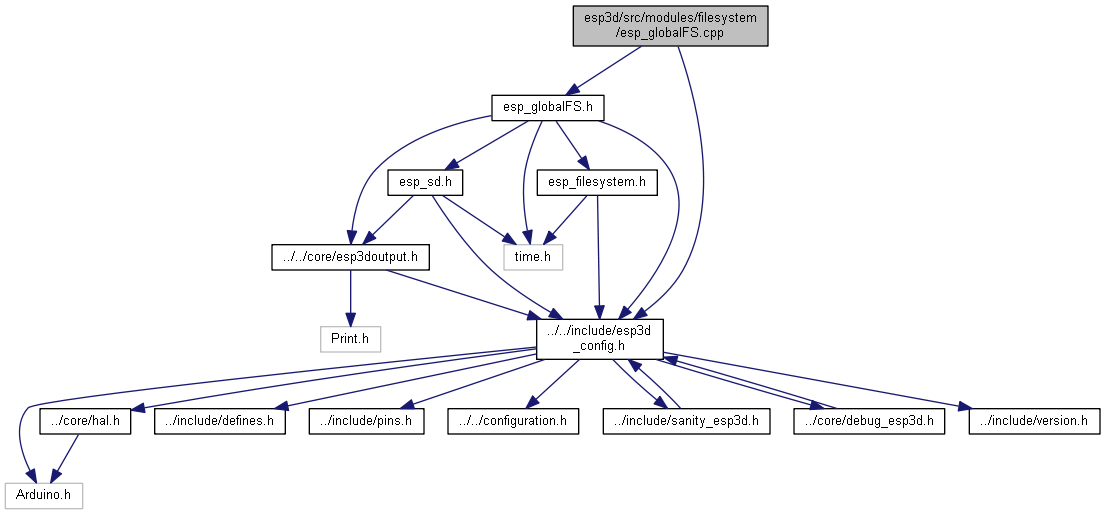 esp3d/src/modules/filesystem
/esp_globalFS.cpp
esp_globalFS.h
esp_sd.h
esp_filesystem.h
../../core/esp3doutput.h
time.h
Print.h
../../include/esp3d
_config.h
../core/hal.h
../include/defines.h
../include/pins.h
../../configuration.h
../include/sanity_esp3d.h
../core/debug_esp3d.h
../include/version.h
Arduino.h